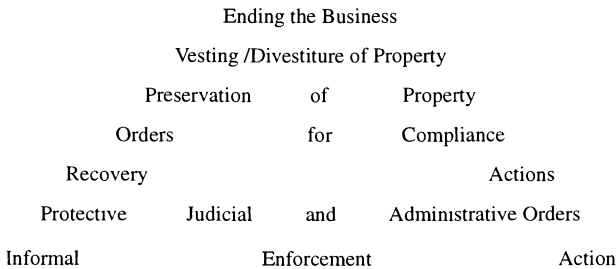 Ending the Business
Vesting /Divestiture of Property
Preservation of Property
Orders for Compliance
Recovery Actions
Protective Judicial and Administrative Orders
Informal Enforcement Action